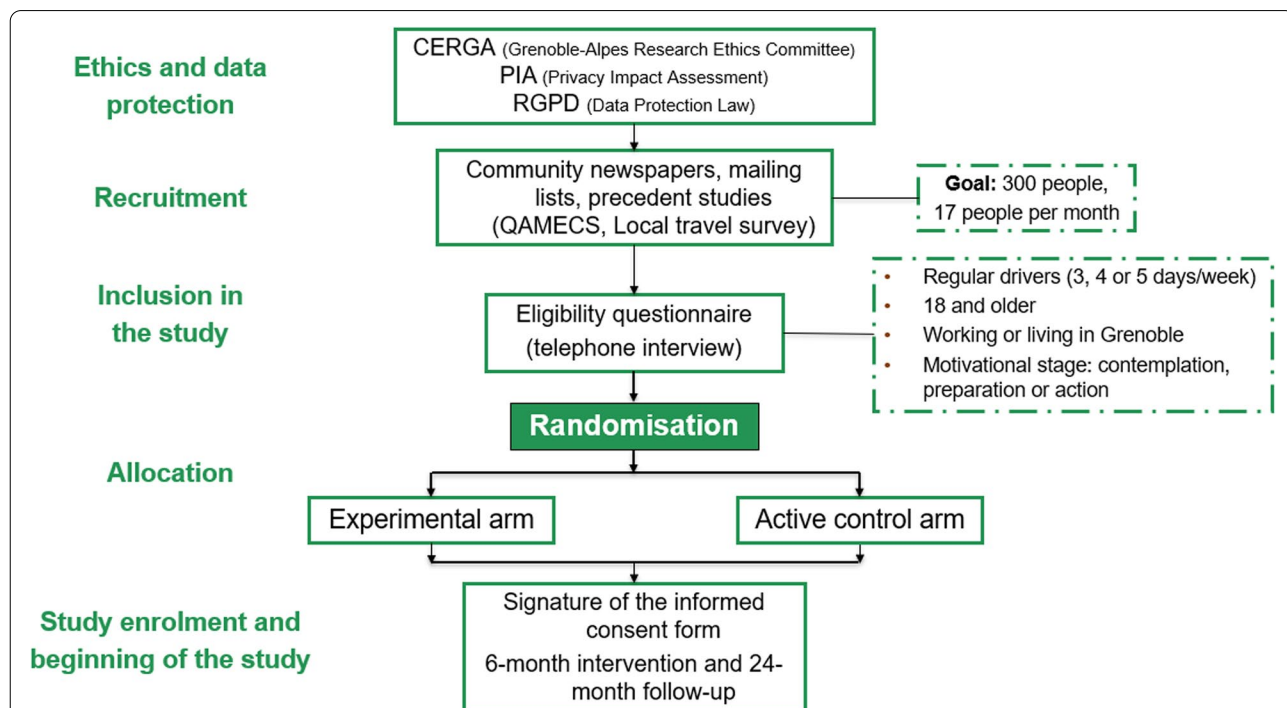 Ethics and data
protection
CERGA (Grenoble-Alpes Research Ethics Committee)
PIA (Privacy Impact Assessment)
RGPD (Data Protection Law)
Recruitment
Community newspapers, mailing
lists, precedent studies
(QAMECS, Local travel survey)
Goal: 300 people,
17 people per month
Inclusion in
the study
Eligibility questionnaire
(telephone interview)
• Regular drivers (3, 4 or 5 days/week)
• 18 and older
• Working or living in Grenoble
• Motivational stage: contemplation,
preparation or action
Randomisation
Allocation
Experimental arm
Active control arm
Study enrolment and
beginning of the study
Signature of the informed
consent form
6-month intervention and 24-
month follow-up